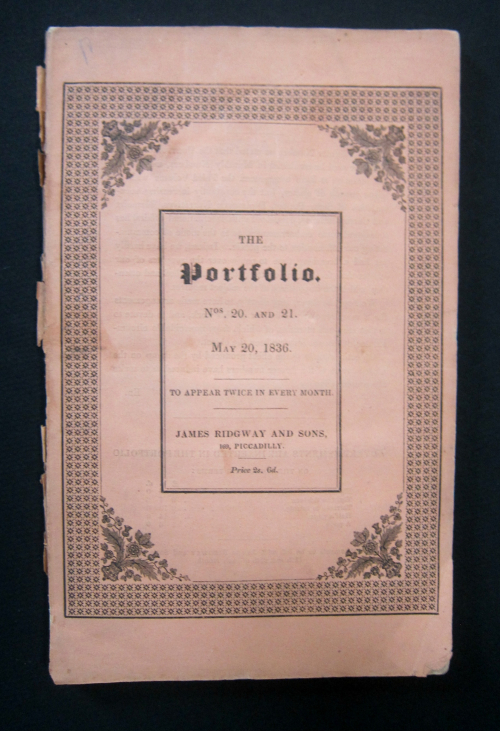 THE
Portfolio.
Nos. 20. AND 21.
May 20, 1836.
TO APPEAR TWICE IN EVERY MONTH.
JAMES RIDGWAY AND SONS,
PICCADILLY.
Price 2s. 6d.